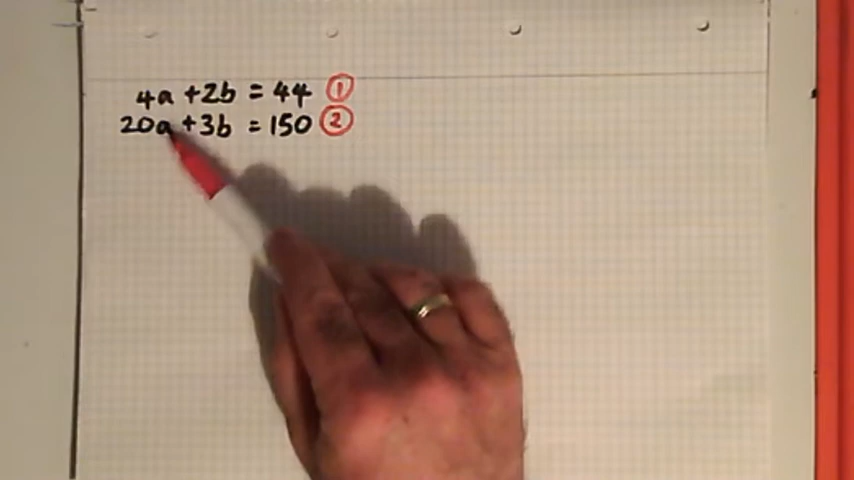 4a + 2b = 44 ①
20a + 3b = 150 ②